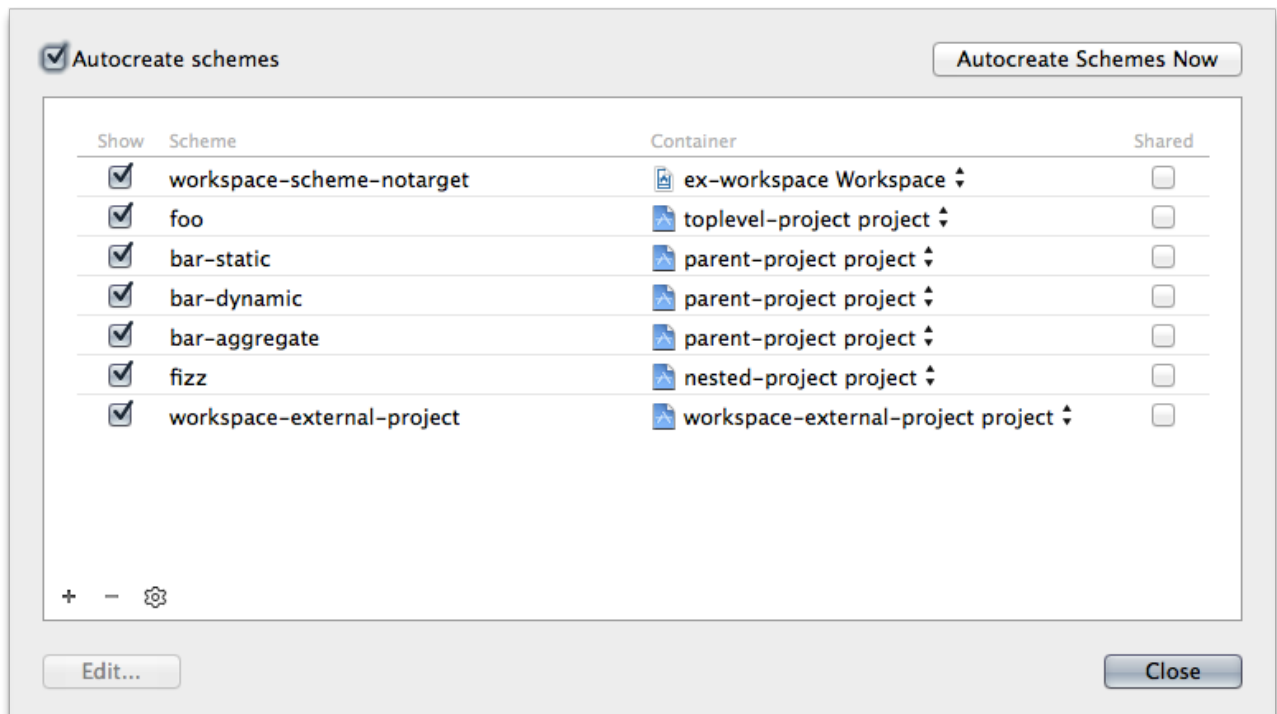 Autocreate schemes Autocreate Schemes Now
Show Scheme Container Shared
workspace-scheme-notarget ex-workspace Workspace
foo toplevel-project project
bar-static parent-project project
bar-dynamic parent-project project
bar-aggregate parent-project project
fizz nested-project project
workspace-external-project workspace-external-project project
Edit... Close